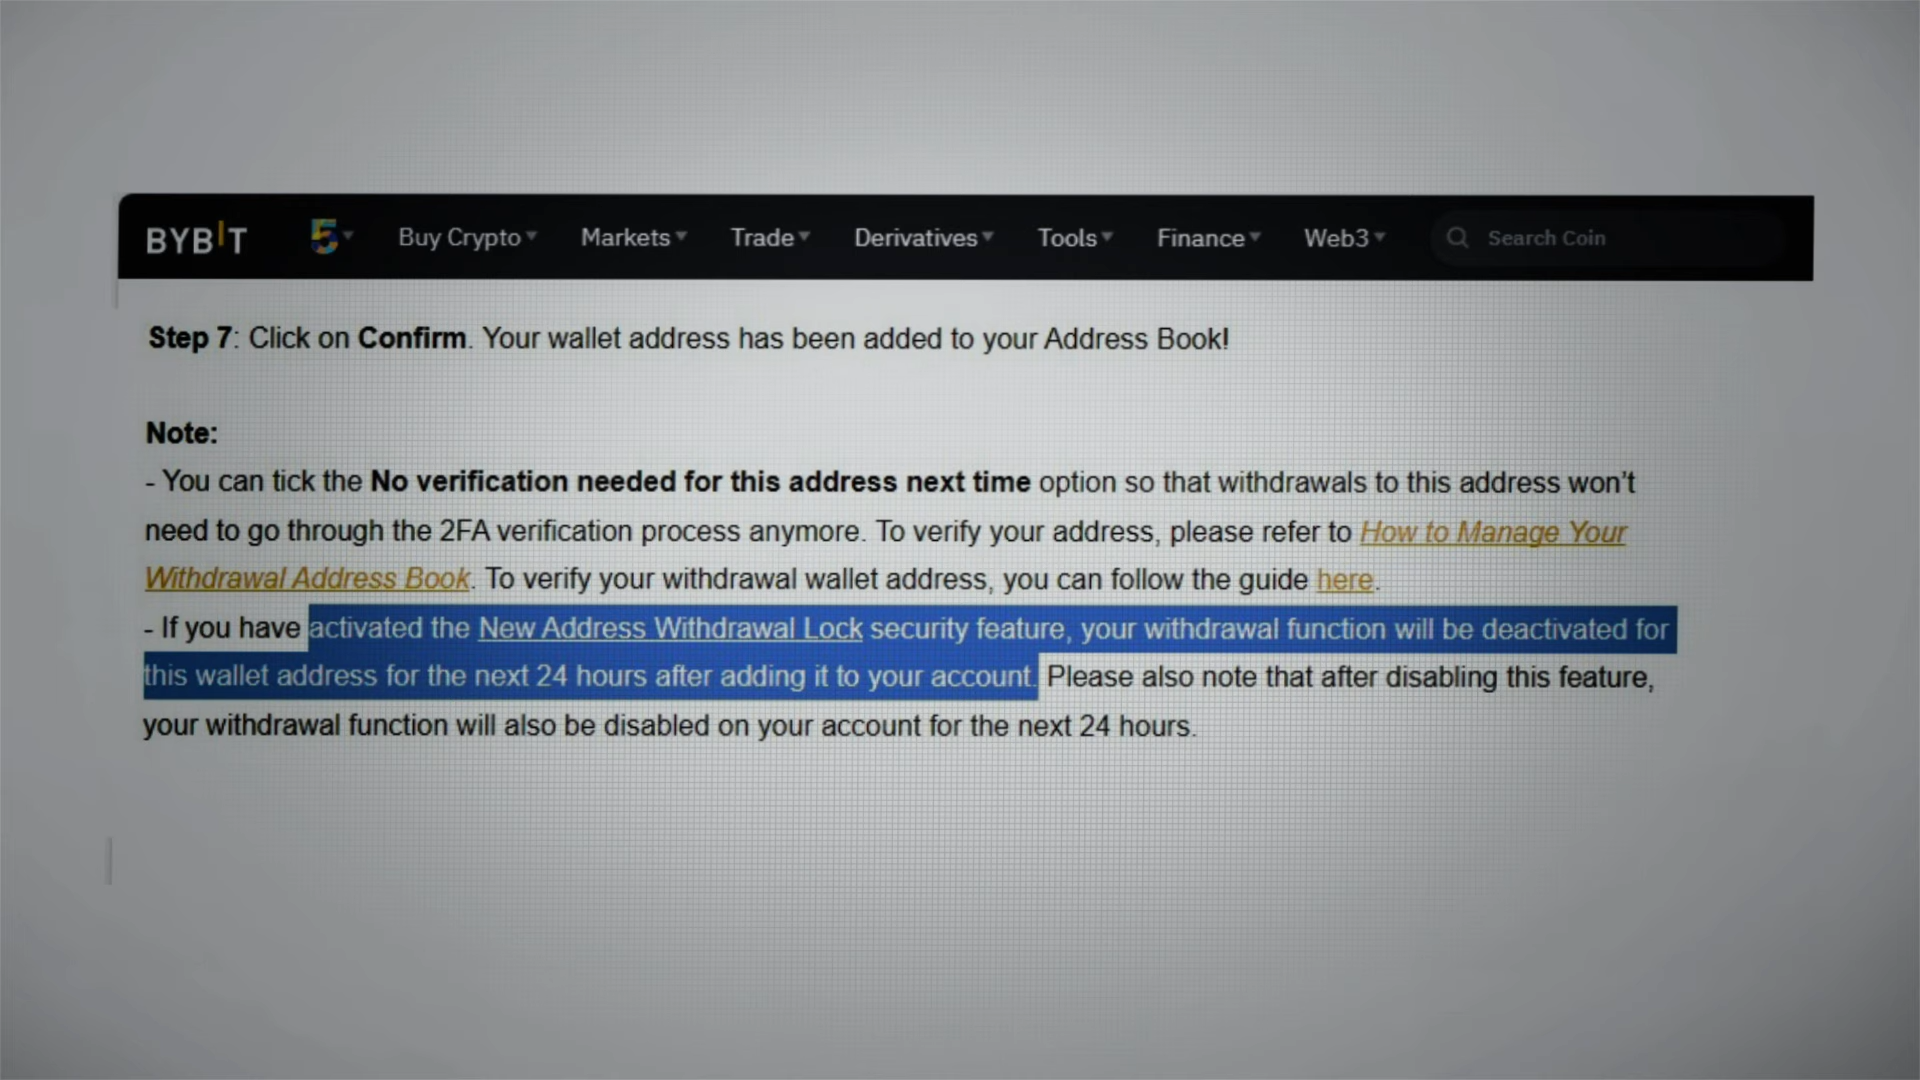 BYBIT 5 Buy Crypto Markets Trade Derivatives Tools Finance Web3 Search Coin
Step 7: Click on Confirm. Your wallet address has been added to your Address Book!
Note:
- You can tick the No verification needed for this address next time option so that withdrawals to this address won't
need to go through the 2FA verification process anymore. To verify your address, please refer to How to Manage Your
Withdrawal Address Book. To verify your withdrawal wallet address, you can follow the guide here.
- If you have activated the New Address Withdrawal Lock security feature, your withdrawal function will be deactivated for
this wallet address for the next 24 hours after adding it to your account. Please also note that after disabling this feature,
your withdrawal function will also be disabled on your account for the next 24 hours.